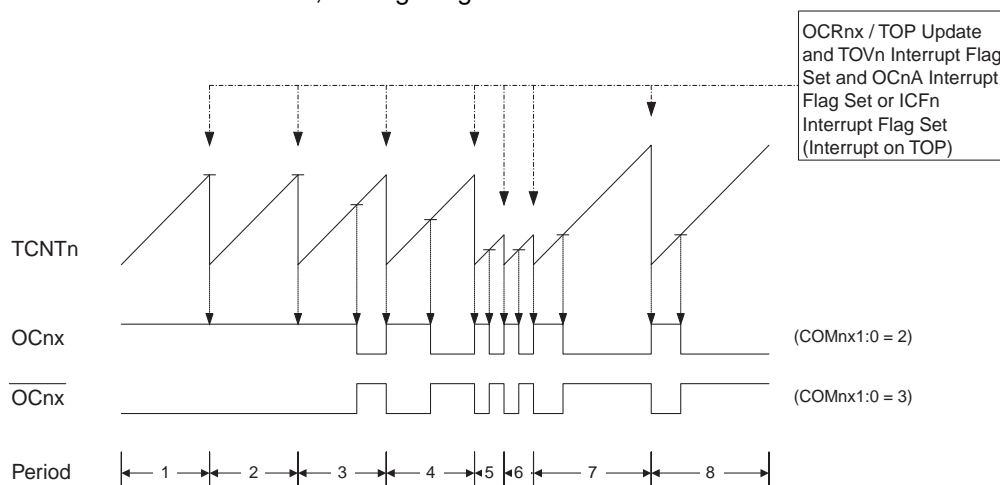 OCRnx / TOP Update
and TOVn Interrupt Flag
Set and OCnA Interrupt
Flag Set or ICFn
Interrupt Flag Set
(Interrupt on TOP)
TCNTn
OCnx
(COMnx1:0 = 2)
OCnx
(COMnx1:0 = 3)
Period 1 2 3 4 5 6 7 8